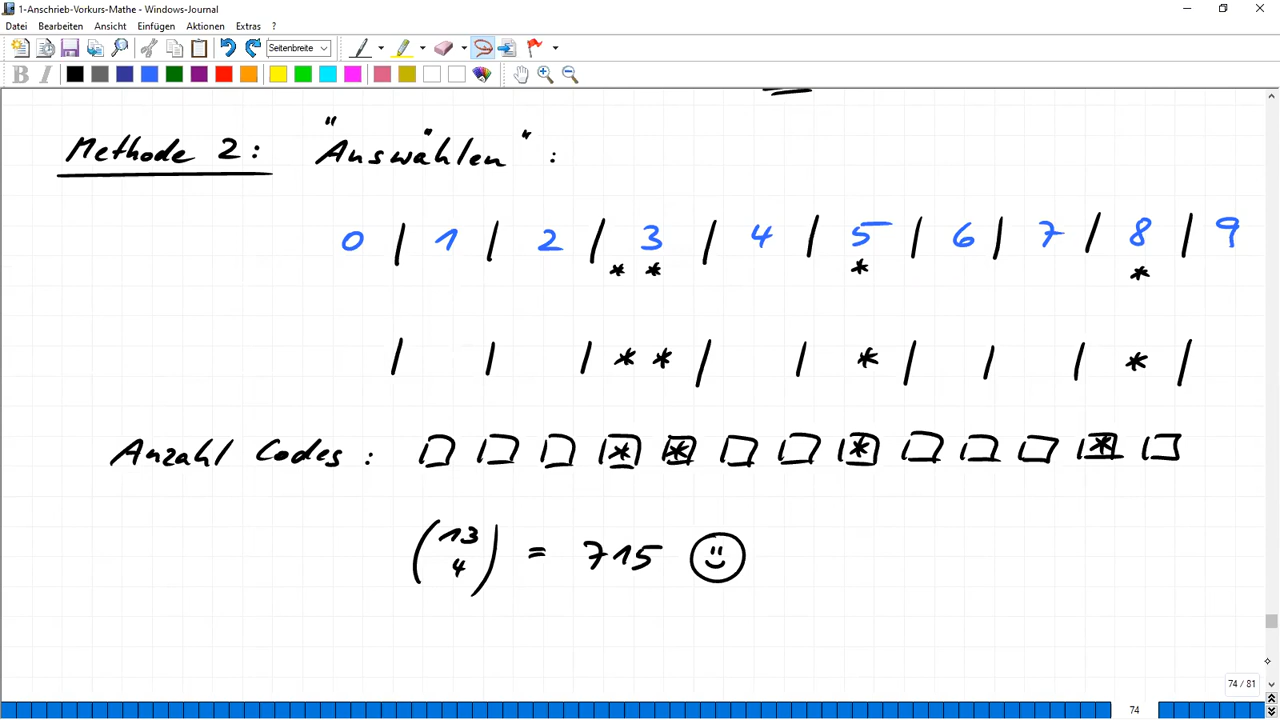 1-Anschrieb-Vorkurs-Mathe - Windows-Journal
Datei Bearbeiten Ansicht Einfügen Aktionen Extras ?
Seitenbreite
B I
Methode 2: "Auswählen":
0 | 1 | 2 | 3 | 4 | 5 | 6 | 7 | 8 | 9
* * * *
| | | * * | | * | | | * |
Anzahl Codes: □ □ □ * * □ □ * □ □ □ * □
(13 4) = 715
74 / 81
74